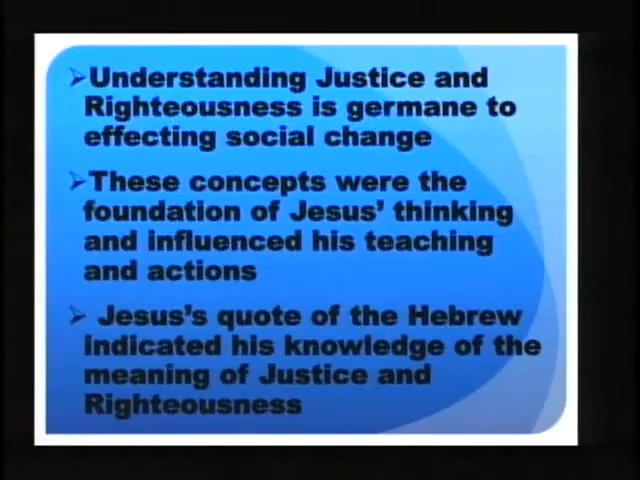 ➢Understanding Justice and
Righteousness is germane to
effecting social change
➢These concepts were the
foundation of Jesus’ thinking
and influenced his teaching
and actions
➢ Jesus’s quote of the Hebrew
indicated his knowledge of the
meaning of Justice and
Righteousness